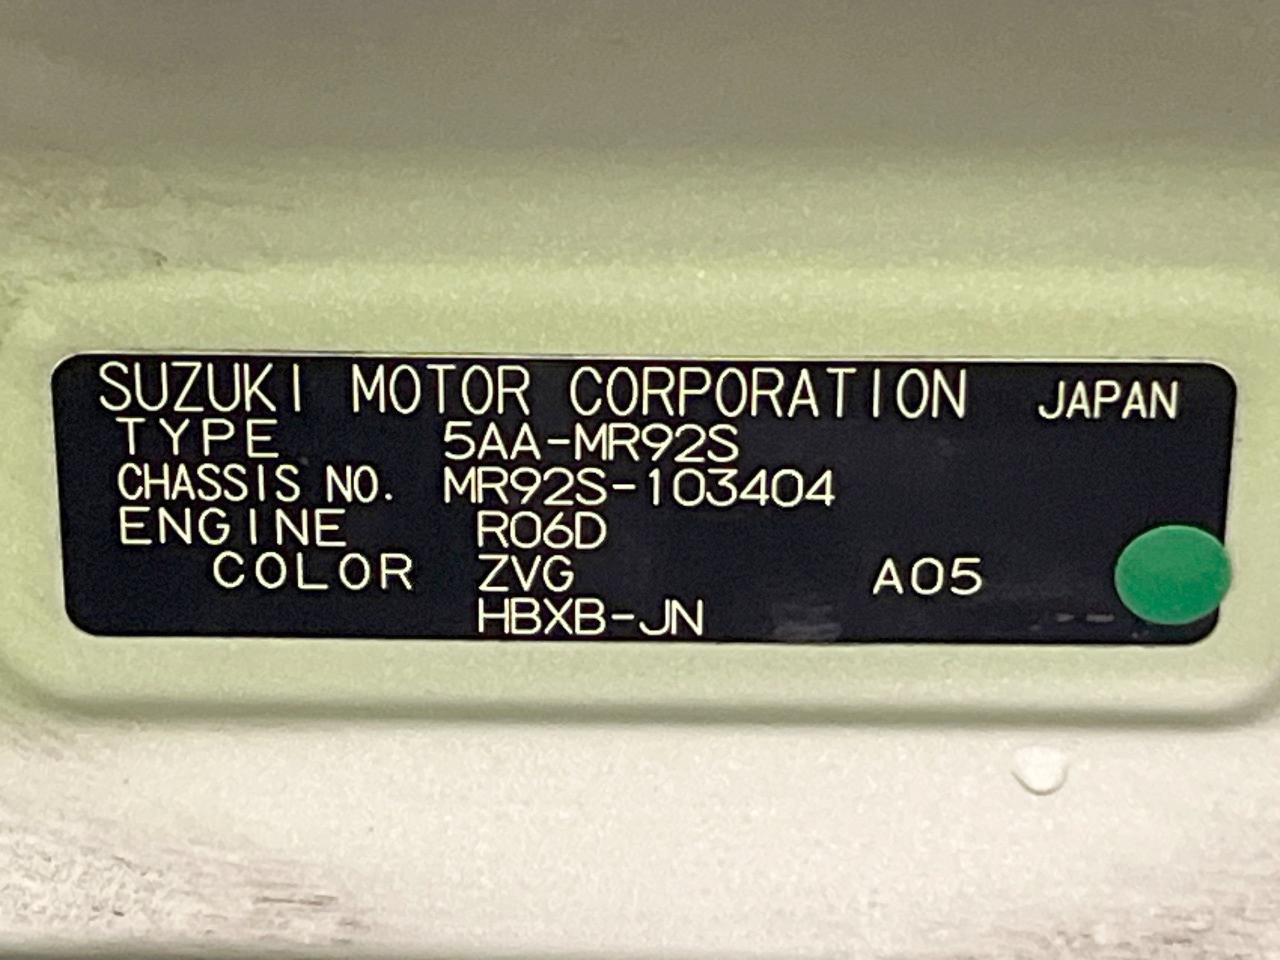 SUZUKI MOTOR CORPORATION JAPAN
TYPE 5AA-MR92S
CHASSIS NO. MR92S-103404
ENGINE R06D
COLOR ZVG A05
HBXB-JN